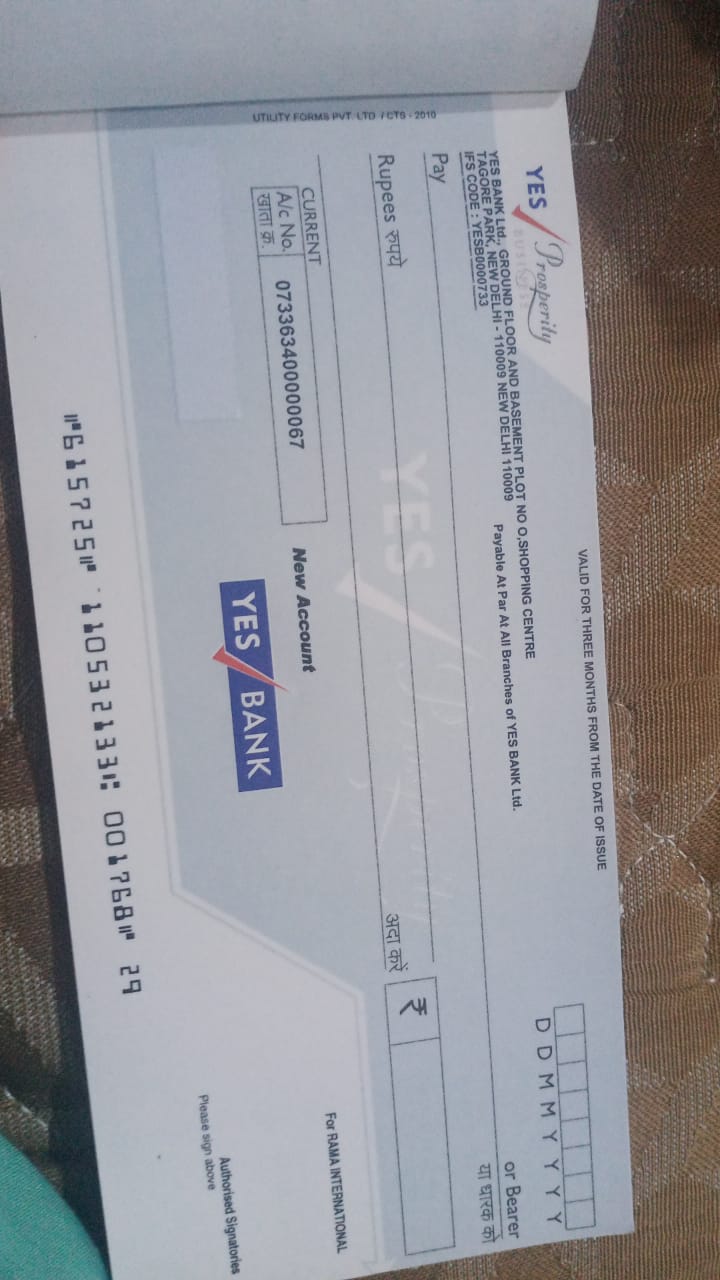 VALID FOR THREE MONTHS FROM THE DATE OF ISSUE
YES Prosperity
BUSINESS
D D M M Y Y Y Y
YES BANK Ltd., GROUND FLOOR AND BASEMENT PLOT NO O,SHOPPING CENTRE
TAGORE PARK, NEW DELHI - 110009 NEW DELHI 110009 Payable At Par At All Branches of YES BANK Ltd.
IFS CODE : YESB0000733
Pay
or Bearer
या धारक को
Rupees रुपये
अदा करें
₹
YES Prosperity
CURRENT
A/c No.
खाता क्र.
073363400000067
New Account
YES BANK
For RAMA INTERNATIONAL
Authorised Signatories
Please sign above
UTILITY FORMS PVT. LTD / CTS - 2010
⑈615725⑈ 110532133⑆ 001768⑈ 29